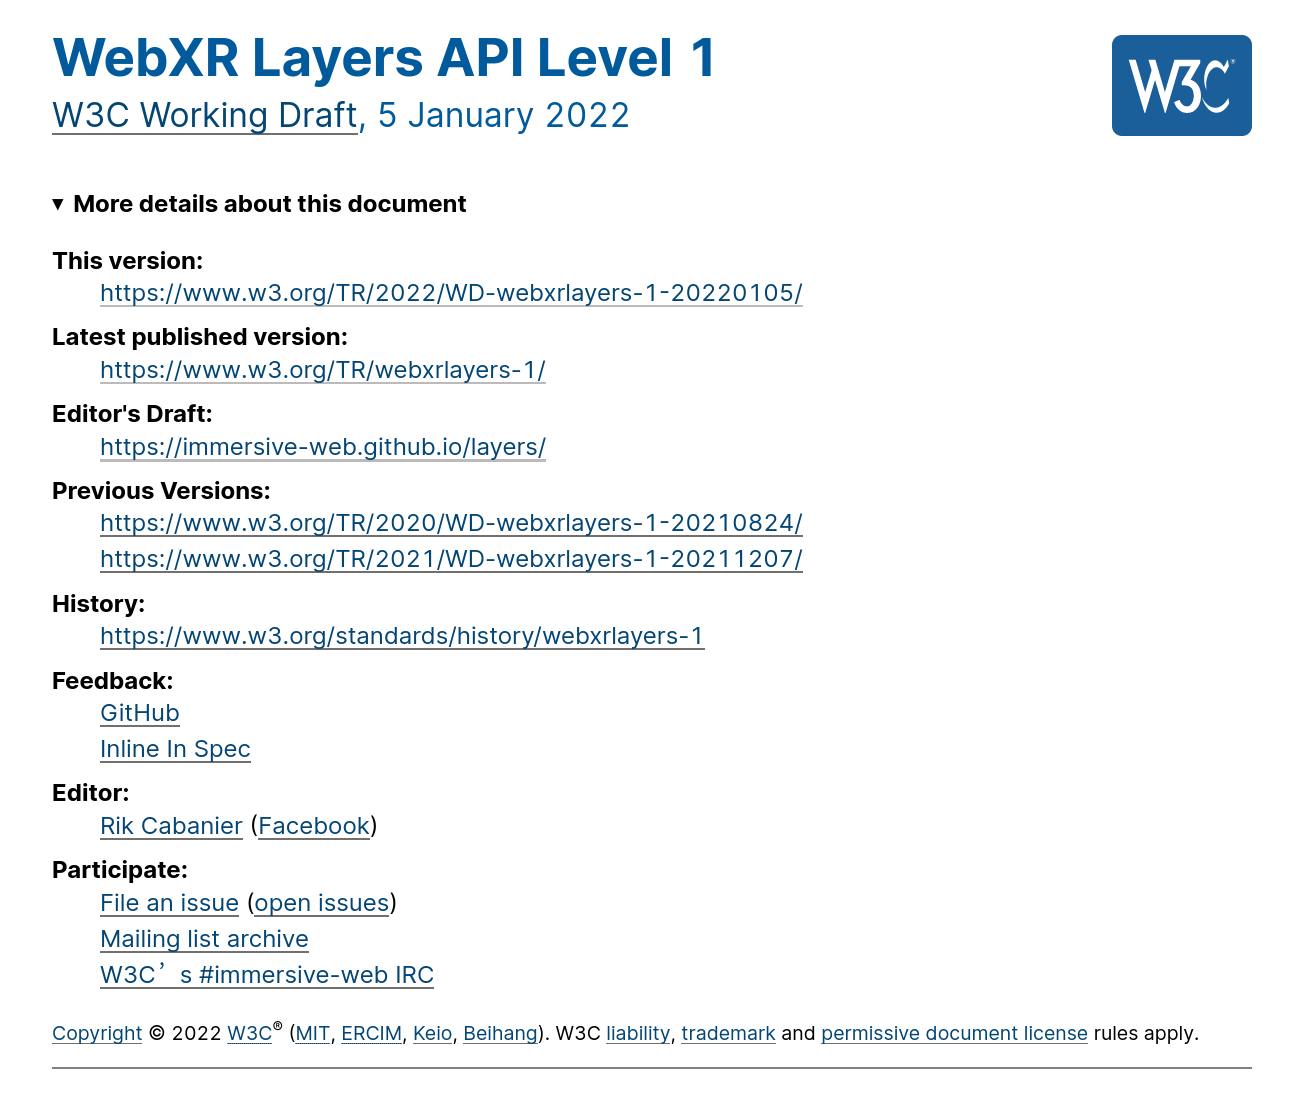 WebXR Layers API Level 1
W3C®
W3C Working Draft, 5 January 2022
▼ More details about this document
This version:
https://www.w3.org/TR/2022/WD-webxrlayers-1-20220105/
Latest published version:
https://www.w3.org/TR/webxrlayers-1/
Editor's Draft:
https://immersive-web.github.io/layers/
Previous Versions:
https://www.w3.org/TR/2020/WD-webxrlayers-1-20210824/
https://www.w3.org/TR/2021/WD-webxrlayers-1-20211207/
History:
https://www.w3.org/standards/history/webxrlayers-1
Feedback:
GitHub
Inline In Spec
Editor:
Rik Cabanier (Facebook)
Participate:
File an issue (open issues)
Mailing list archive
W3C’s #immersive-web IRC
Copyright © 2022 W3C® (MIT, ERCIM, Keio, Beihang). W3C liability, trademark and permissive document license rules apply.